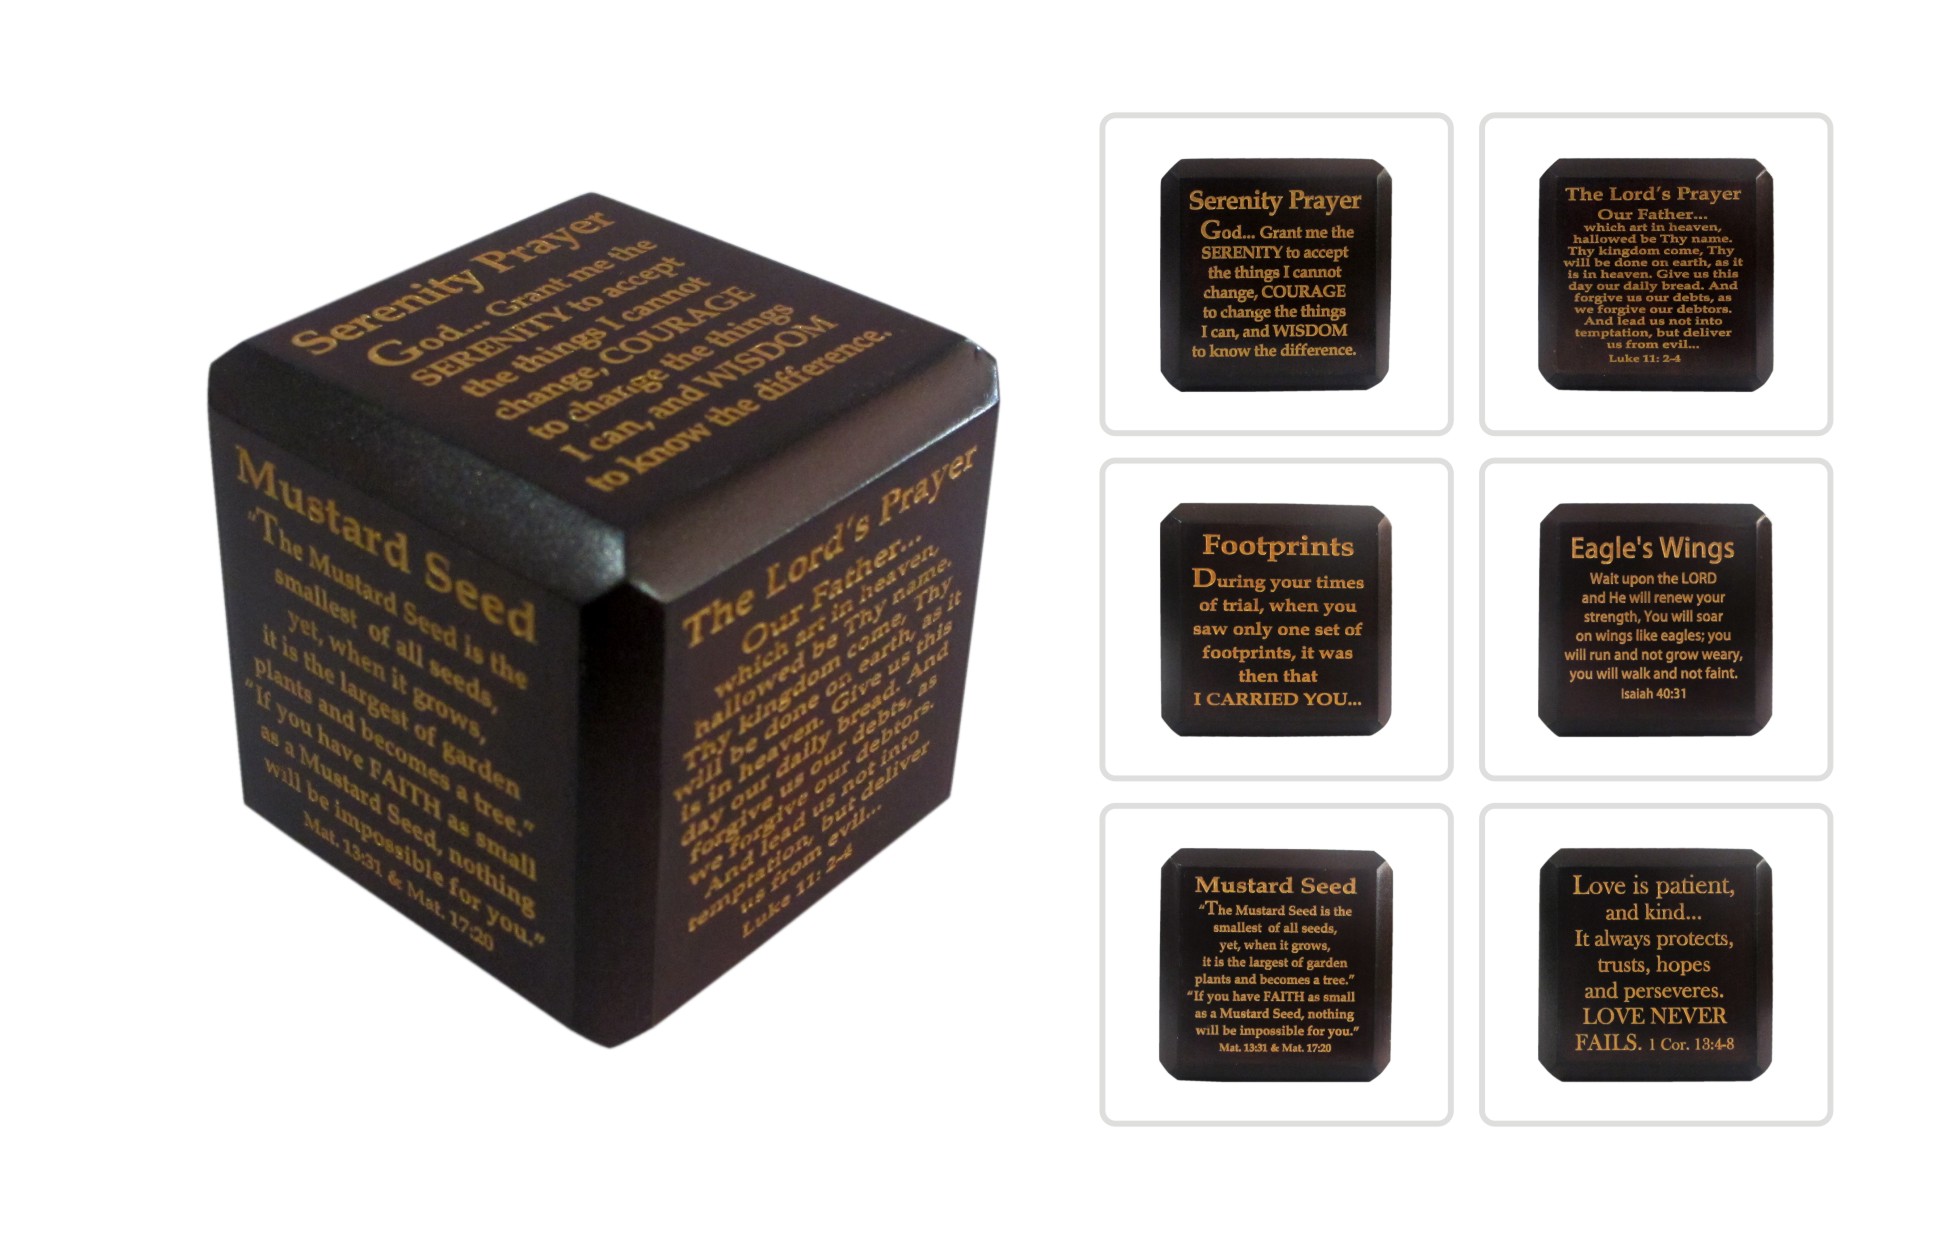 Serenity Prayer
God... Grant me the
SERENITY to accept
the things I cannot
change, COURAGE
to change the things
I can, and WISDOM
to know the difference.
Mustard Seed
“The Mustard Seed is the
smallest of all seeds,
yet, when it grows,
it is the largest of garden
plants and becomes a tree.”
“If you have FAITH as small
as a Mustard Seed, nothing
will be impossible for you.”
Mat. 13:31 & Mat. 17:20
The Lord's Prayer
Our Father...
which art in heaven,
hallowed be Thy name.
Thy kingdom come, Thy
will be done on earth, as it
is in heaven. Give us this
day our daily bread. And
forgive us our debts, as
we forgive our debtors.
And lead us not into
temptation, but deliver
us from evil...
Luke 11: 2-4
Serenity Prayer
God... Grant me the
SERENITY to accept
the things I cannot
change, COURAGE
to change the things
I can, and WISDOM
to know the difference.
The Lord's Prayer
Our Father...
which art in heaven,
hallowed be Thy name.
Thy kingdom come, Thy
will be done on earth, as it
is in heaven. Give us this
day our daily bread. And
forgive us our debts, as
we forgive our debtors.
And lead us not into
temptation, but deliver
us from evil...
Luke 11: 2-4
Footprints
During your times
of trial, when you
saw only one set of
footprints, it was
then that
I CARRIED YOU...
Eagle's Wings
Wait upon the LORD
and He will renew your
strength, You will soar
on wings like eagles; you
will run and not grow weary,
you will walk and not faint.
Isaiah 40:31
Mustard Seed
“The Mustard Seed is the
smallest of all seeds,
yet, when it grows,
it is the largest of garden
plants and becomes a tree.”
“If you have FAITH as small
as a Mustard Seed, nothing
will be impossible for you.”
Mat. 13:31 & Mat. 17:20
Love is patient,
and kind...
It always protects,
trusts, hopes
and perseveres.
LOVE NEVER
FAILS. 1 Cor. 13:4-8